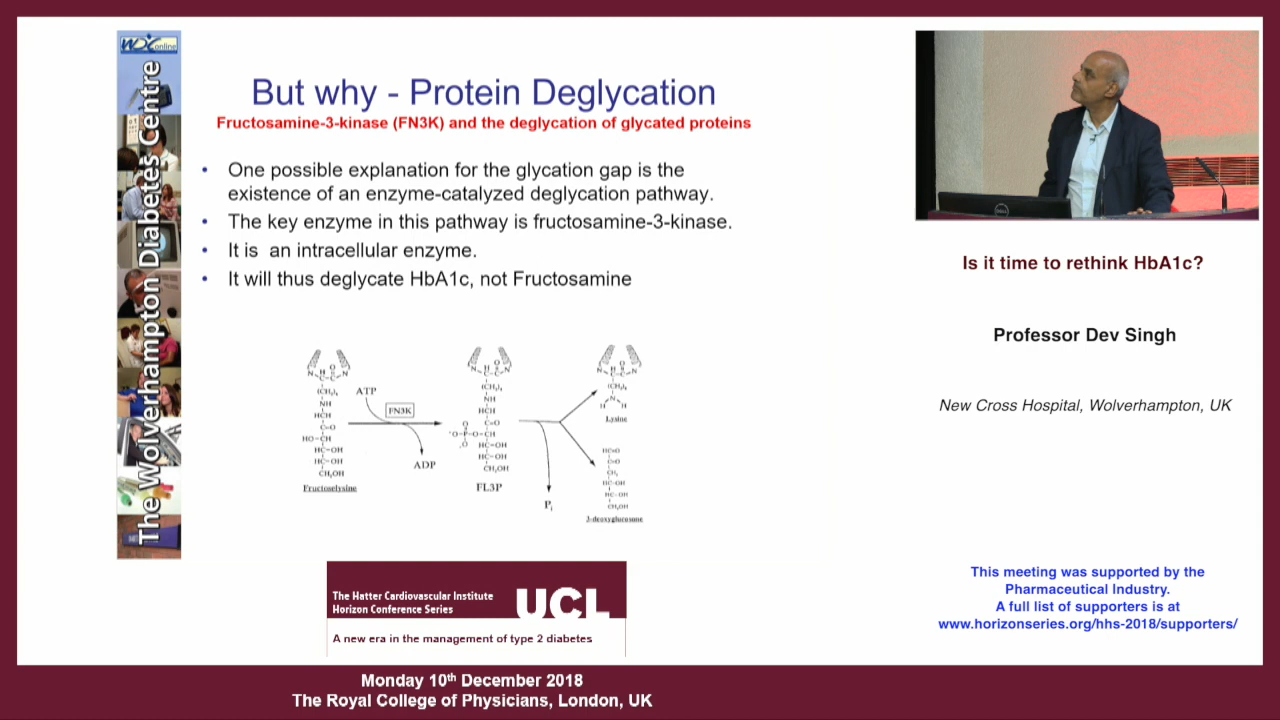 WDC online
The Wolverhampton Diabetes Centre
But why - Protein Deglycation
Fructosamine-3-kinase (FN3K) and the deglycation of glycated proteins
• One possible explanation for the glycation gap is the
existence of an enzyme-catalyzed deglycation pathway.
• The key enzyme in this pathway is fructosamine-3-kinase.
• It is an intracellular enzyme.
• It will thus deglycate HbA1c, not Fructosamine
ATP
FN3K
ADP
Fructoselysine
FL3P
Pi
Lysine
3-deoxyglucosone
The Hatter Cardiovascular Institute
Horizon Conference Series
UCL
A new era in the management of type 2 diabetes
Is it time to rethink HbA1c?
Professor Dev Singh
New Cross Hospital, Wolverhampton, UK
This meeting was supported by the
Pharmaceutical Industry.
A full list of supporters is at
www.horizonseries.org/hhs-2018/supporters/
Monday 10th December 2018
The Royal College of Physicians, London, UK